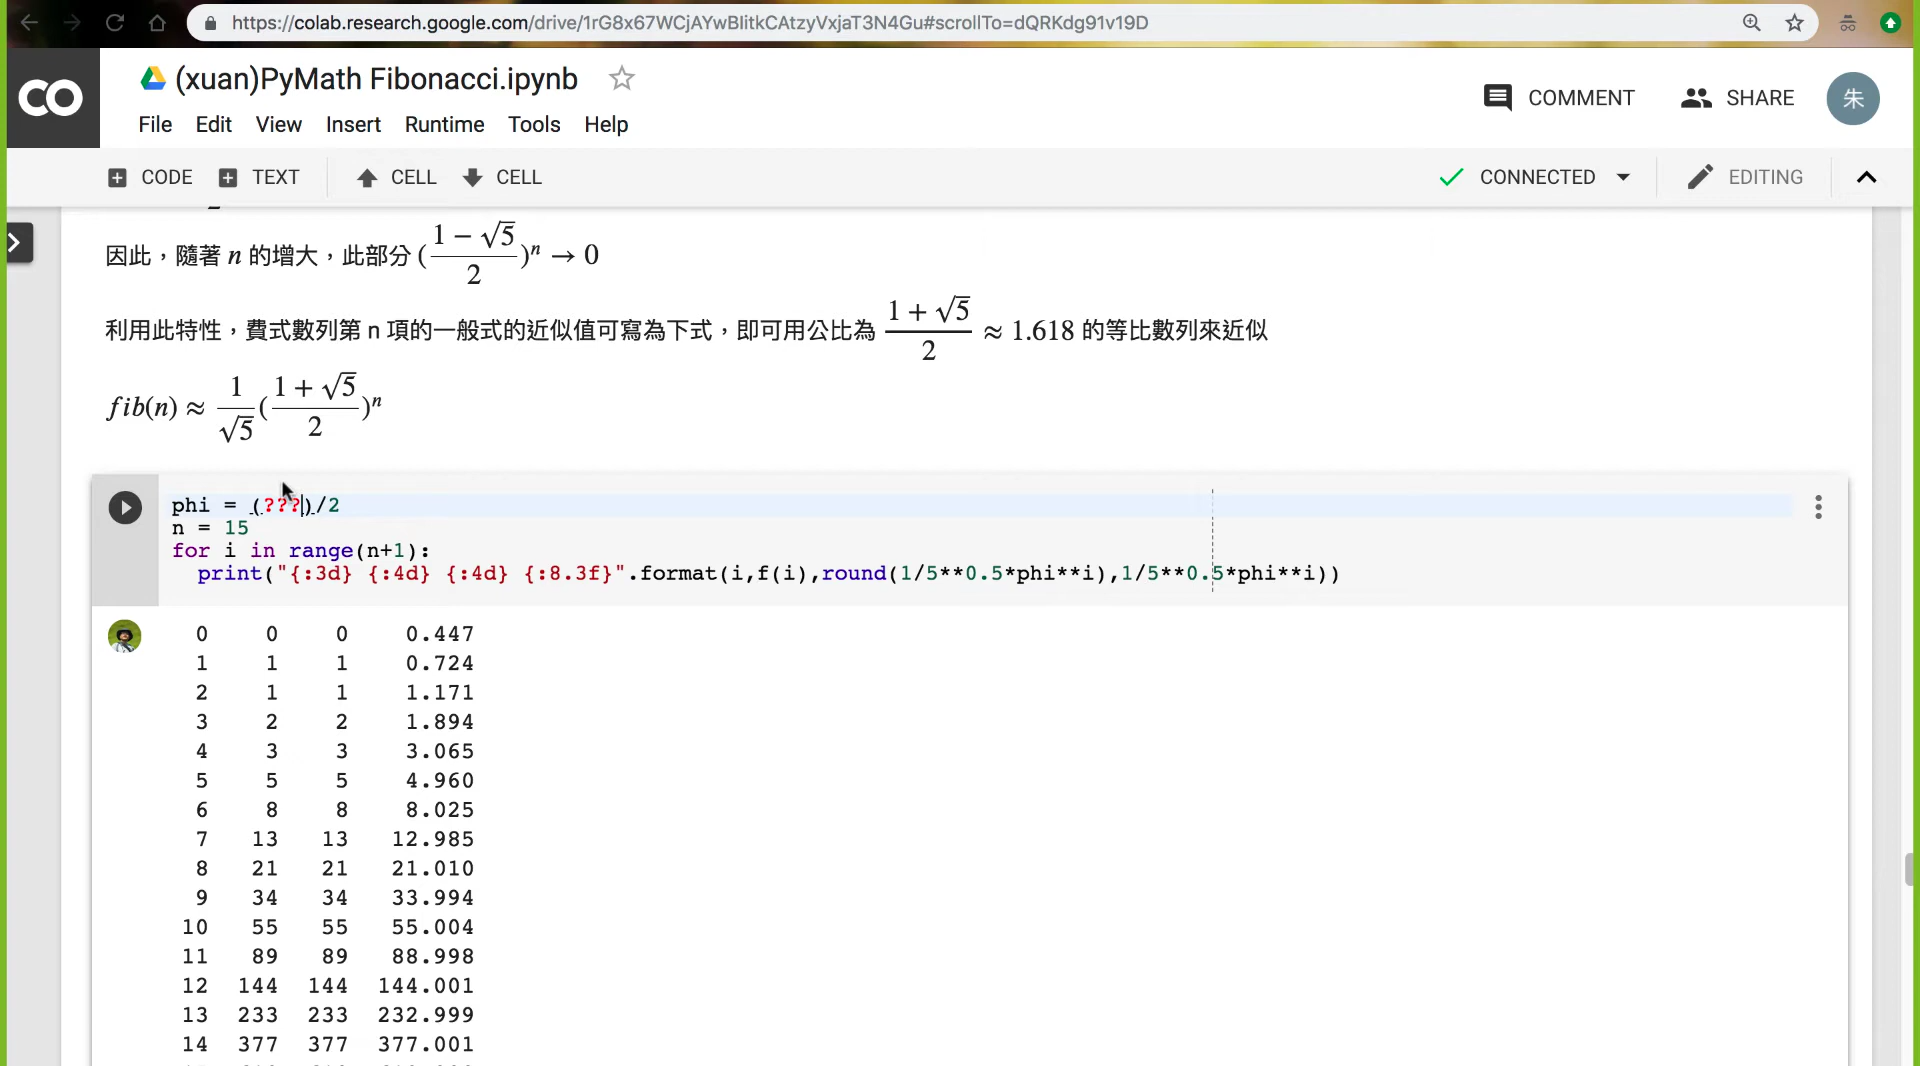 https://colab.research.google.com/drive/1rG8x67WCjAYwBlitkCAtzyVxjaT3N4Gu#scrollTo=dQRKdg91v19D
CO
(xuan)PyMath Fibonacci.ipynb
COMMENT SHARE 朱
File Edit View Insert Runtime Tools Help
CODE TEXT CELL CELL CONNECTED EDITING
因此，隨著 n 的增大，此部分 (\frac{1 − √5}{2})^n → 0
利用此特性，費式數列第 n 項的一般式的近似值可寫為下式，即可用公比為 \frac{1 + √5}{2} ≈ 1.618 的等比數列來近似
fib(n) ≈ \frac{1}{√5}(\frac{1 + √5}{2})^n
phi = (???)/2
n = 15
for i in range(n+1):
print("{:3d} {:4d} {:4d} {:8.3f}".format(i,f(i),round(1/5**0.5*phi**i),1/5**0.5*phi**i))
0 0 0 0.447
1 1 1 0.724
2 1 1 1.171
3 2 2 1.894
4 3 3 3.065
5 5 5 4.960
6 8 8 8.025
7 13 13 12.985
8 21 21 21.010
9 34 34 33.994
10 55 55 55.004
11 89 89 88.998
12 144 144 144.001
13 233 233 232.999
14 377 377 377.001